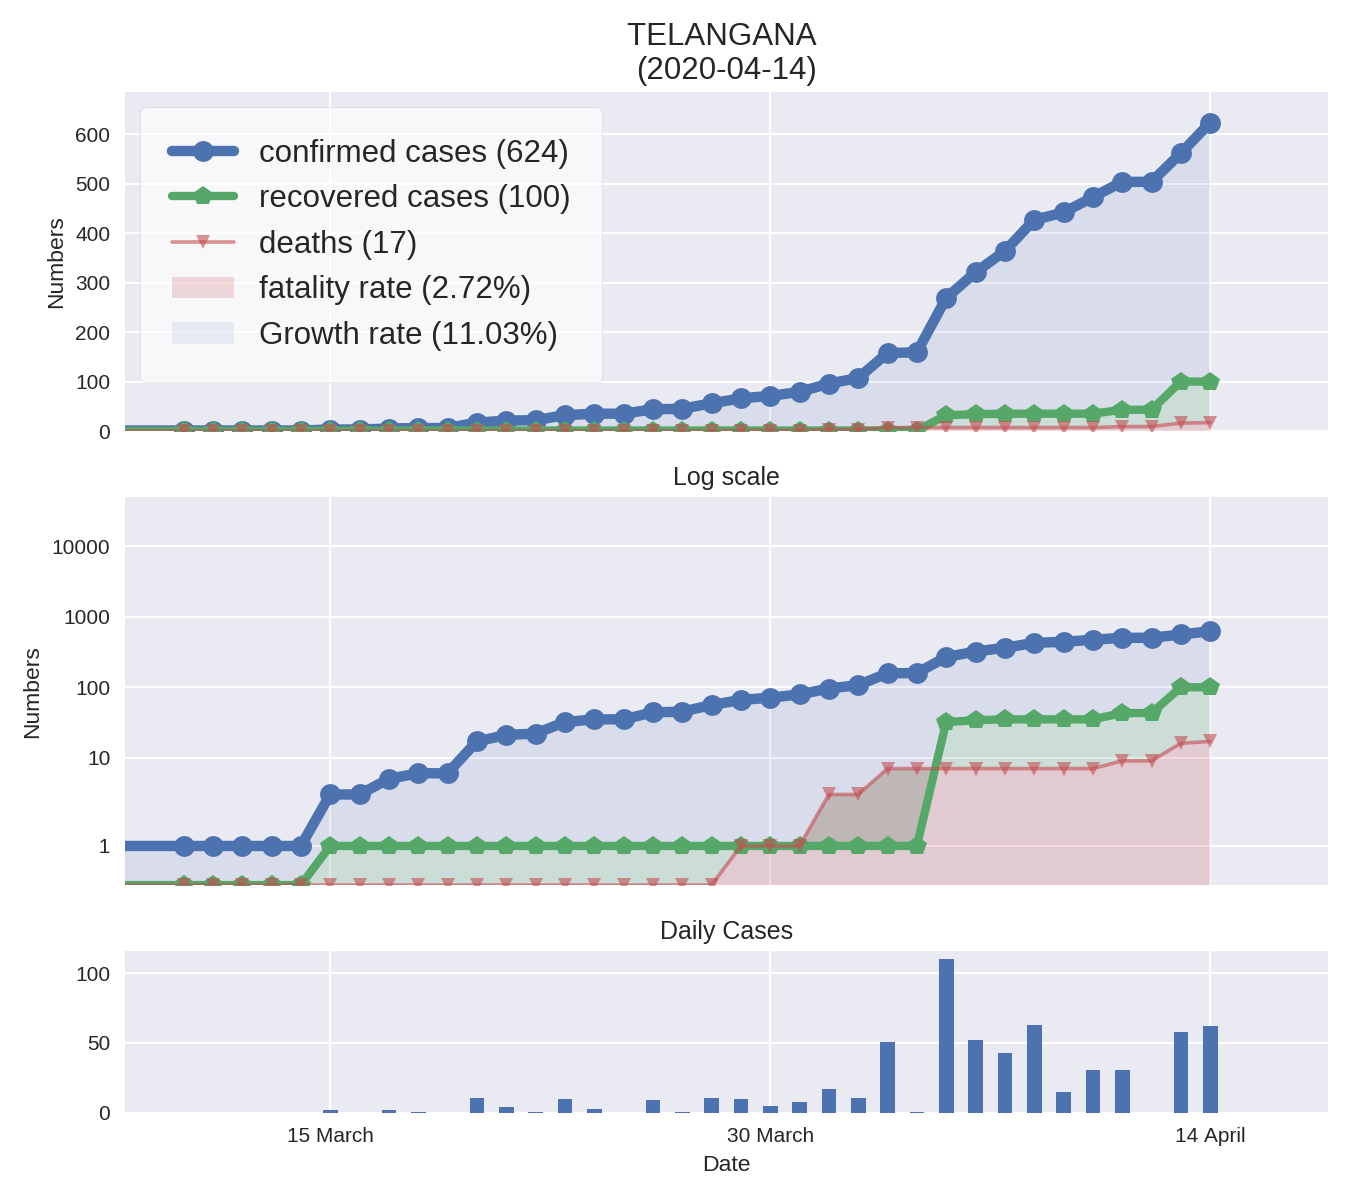 TELANGANA
(2020-04-14)
600
500
400
300
200
100
0
Numbers
confirmed cases (624)
recovered cases (100)
deaths (17)
fatality rate (2.72%)
Growth rate (11.03%)
Log scale
10000
1000
100
10
1
Numbers
Daily Cases
100
50
0
15 March
30 March
14 April
Date